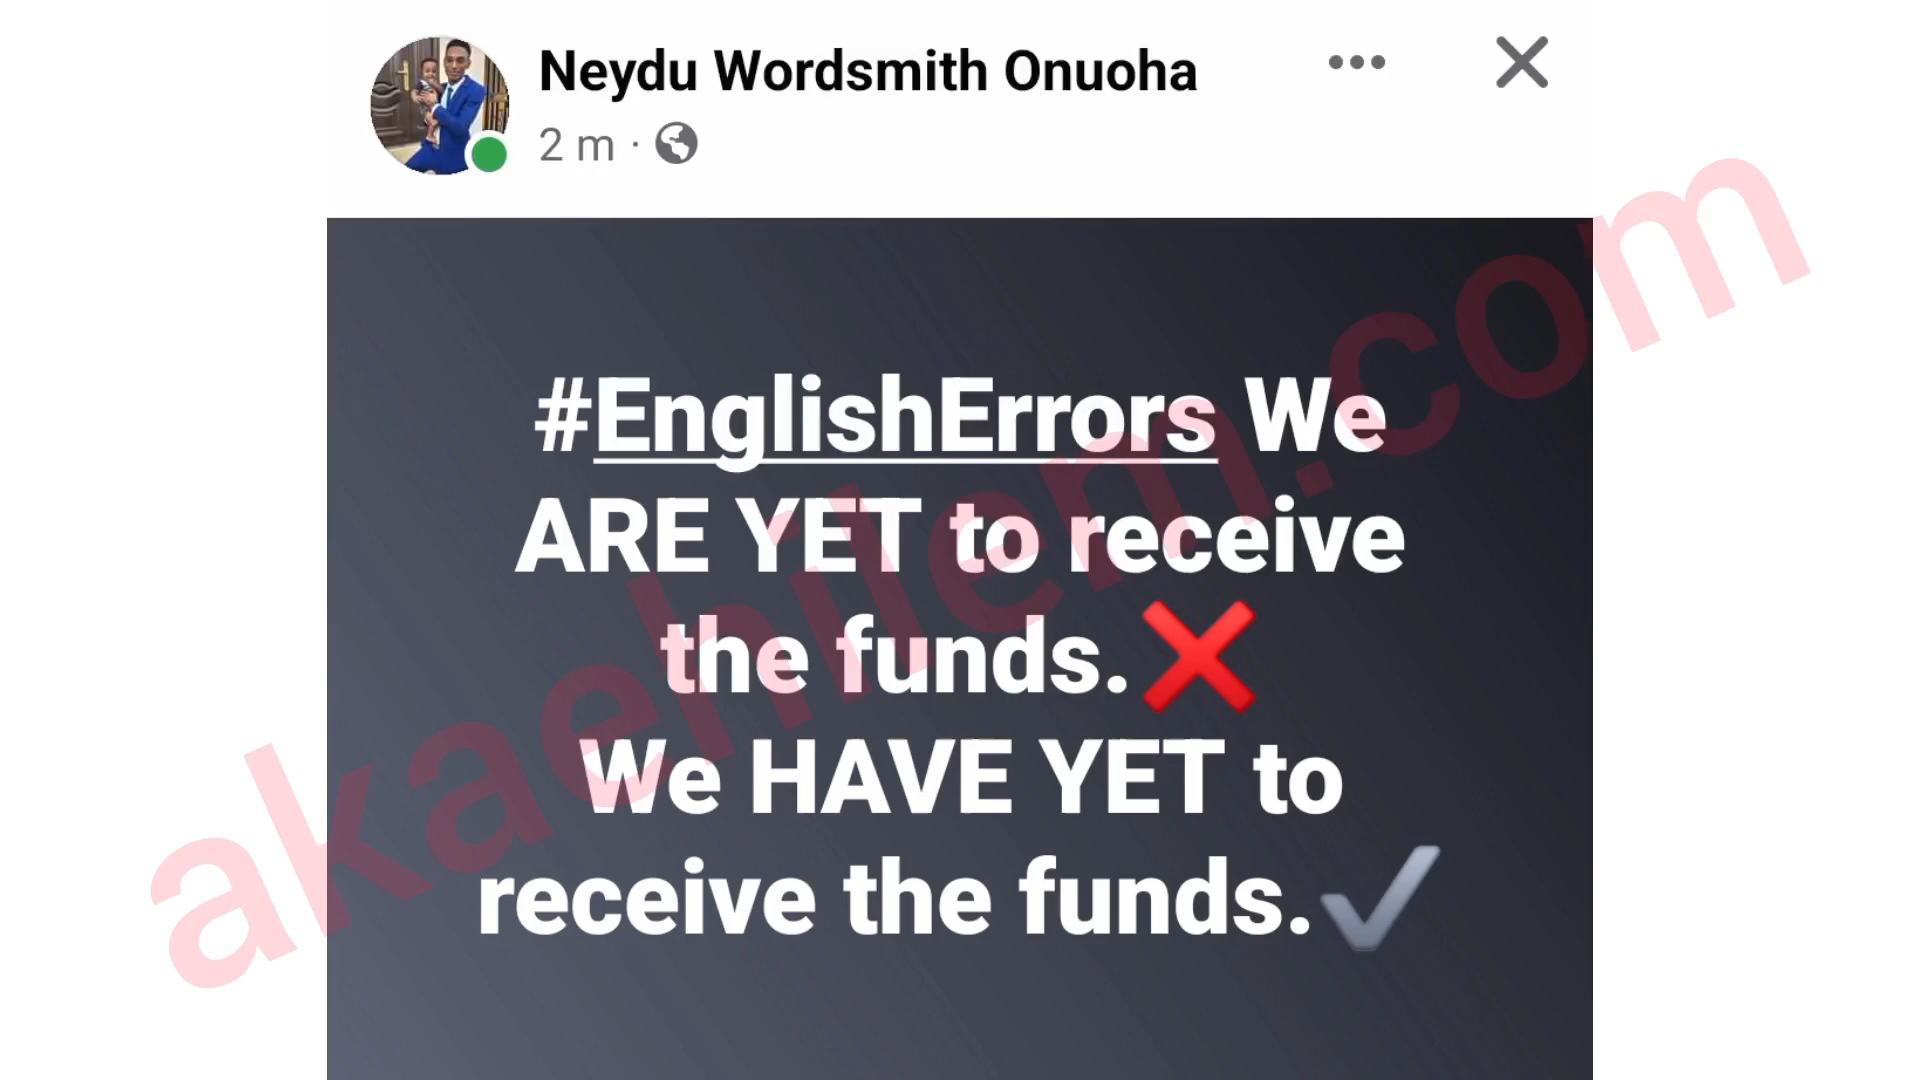 Neydu Wordsmith Onuoha
2 m ·
#EnglishErrors We
ARE YET to receive
the funds.❌
We HAVE YET to
receive the funds.✔
akaehilem.com